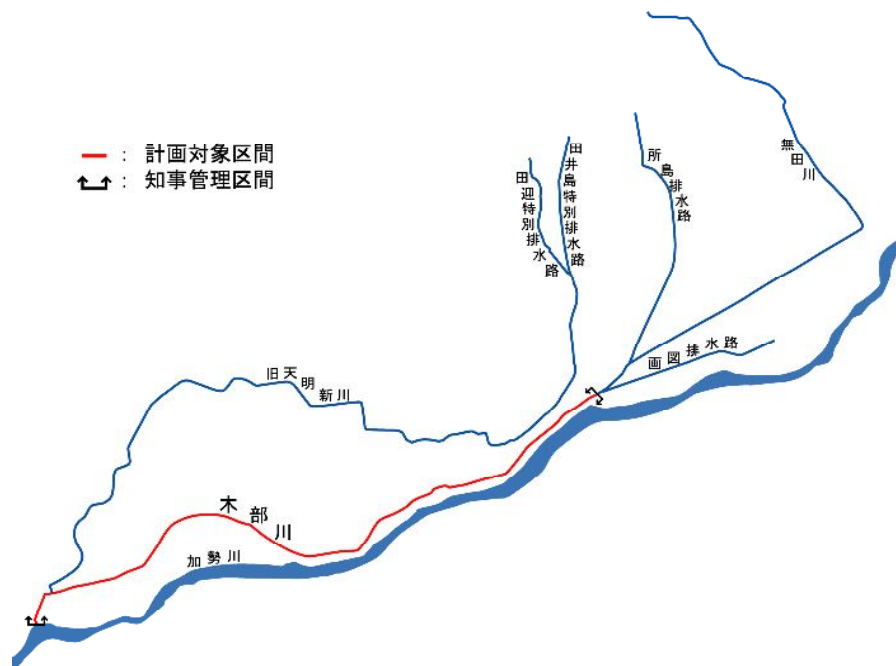 : 計画対象区間
: 知事管理区間
無田川
所島排水路
田井島特別排水路
田迎特別排水路
画図排水路
旧天明新川
木部川
加勢川